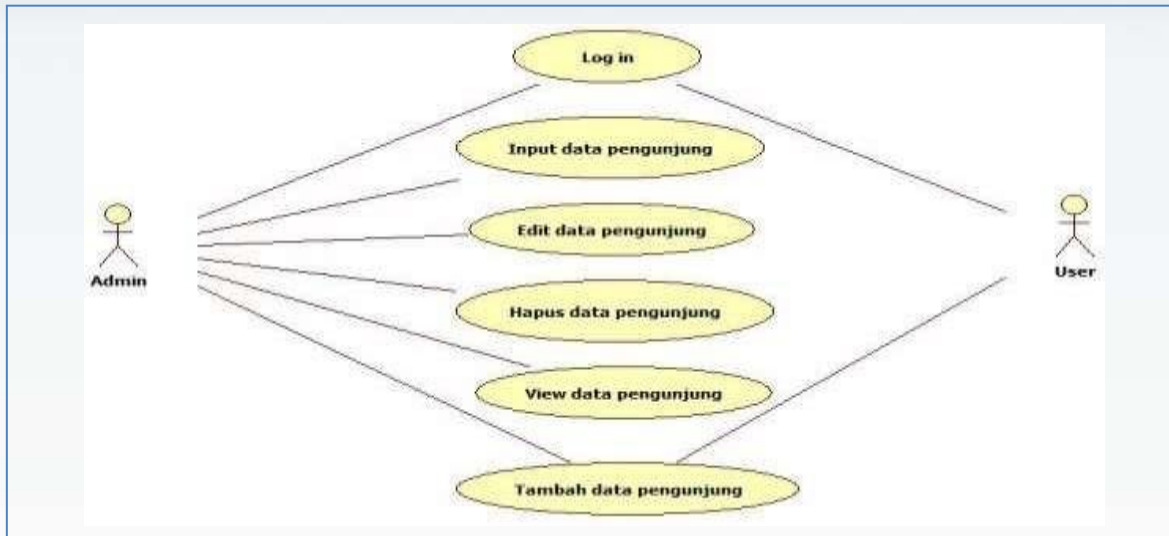 Log in
Input data pengunjung
Edit data pengunjung
Admin
User
Hapus data pengunjung
View data pengunjung
Tambah data pengunjung